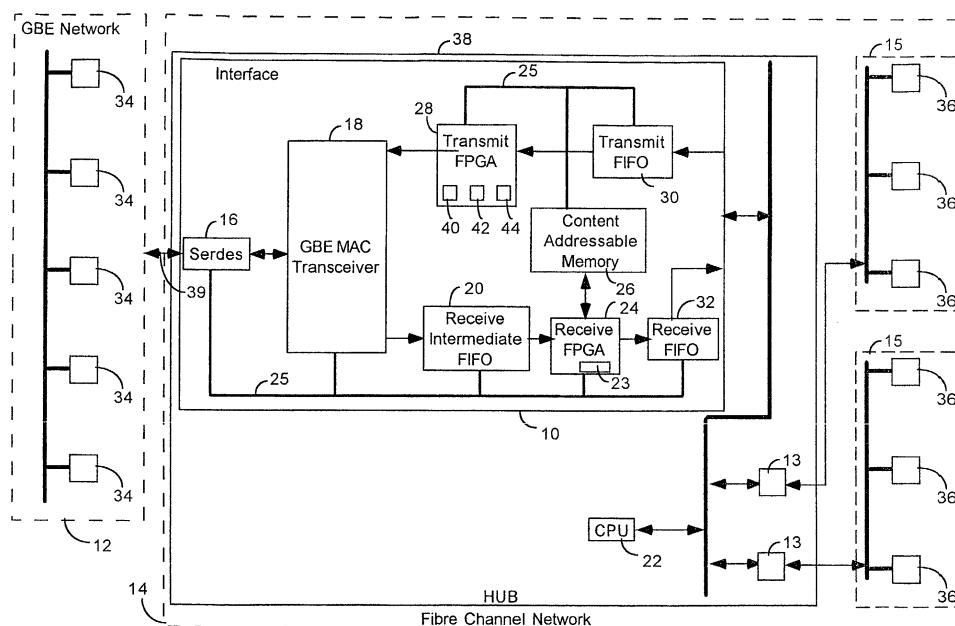 GBE Network
34
34
34
34
34
12
14
38
Interface
25
28
Transmit
FPGA
40
42
44
Transmit
FIFO
30
18
GBE MAC
Transceiver
16
Serdes
39
Content
Addressable
Memory
26
20
Receive
Intermediate
FIFO
24
Receive
FPGA
23
32
Receive
FIFO
25
10
13
13
CPU
22
HUB
Fibre Channel Network
15
36
36
36
15
36
36
36